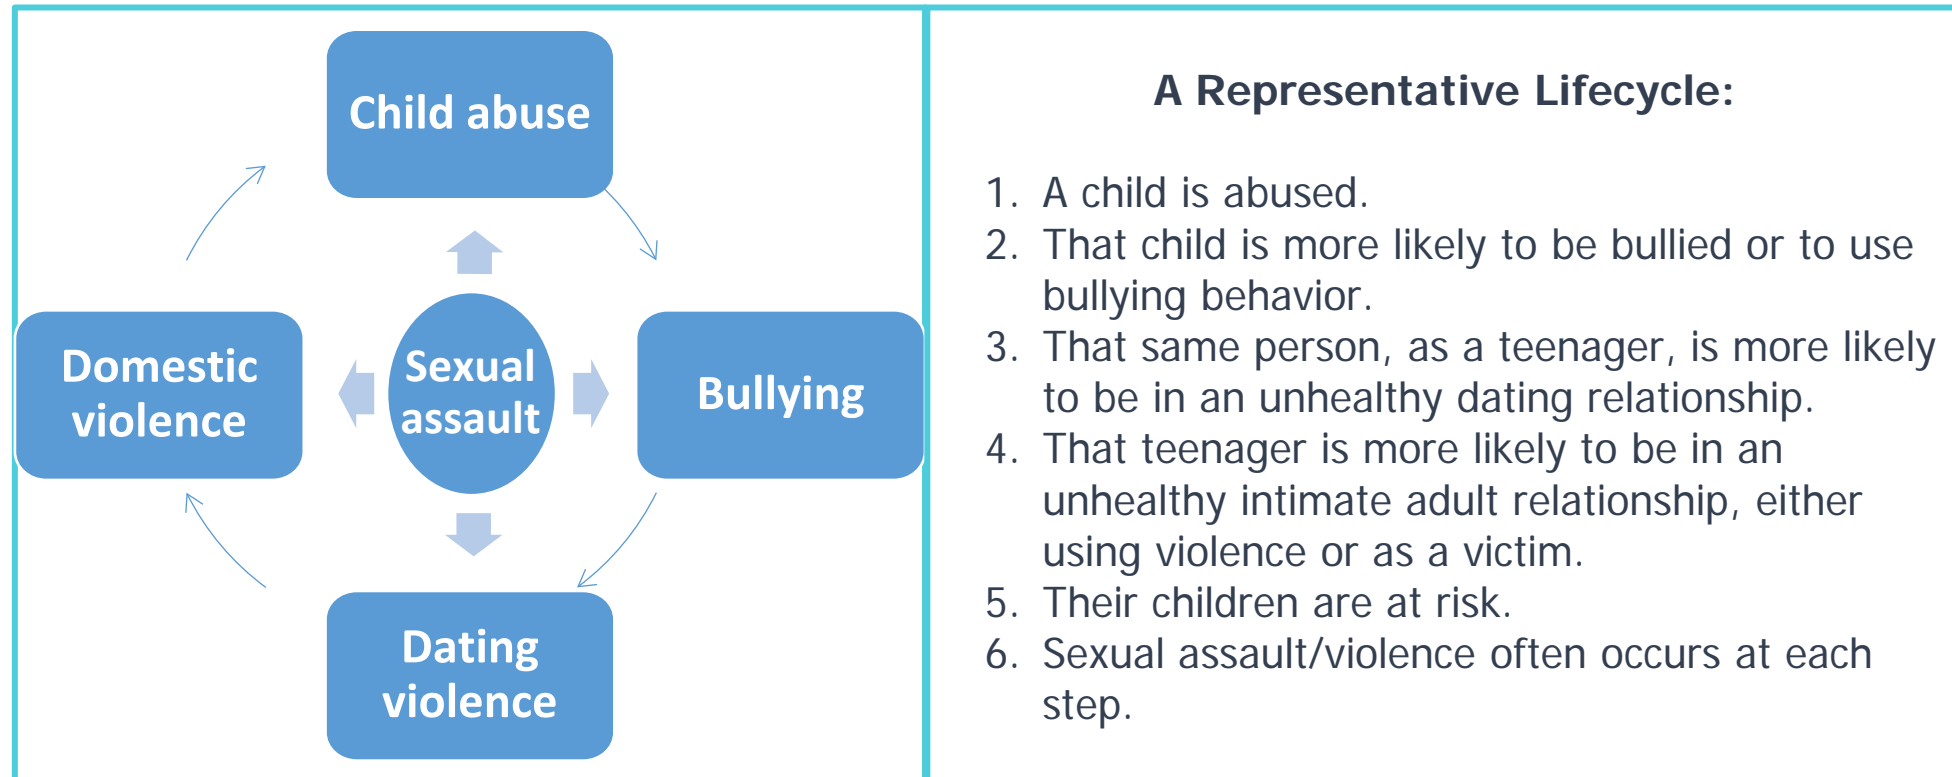 Child abuse
Domestic
violence
Sexual
assault
Bullying
Dating
violence
A Representative Lifecycle:
1. A child is abused.
2. That child is more likely to be bullied or to use
bullying behavior.
3. That same person, as a teenager, is more likely
to be in an unhealthy dating relationship.
4. That teenager is more likely to be in an
unhealthy intimate adult relationship, either
using violence or as a victim.
5. Their children are at risk.
6. Sexual assault/violence often occurs at each
step.